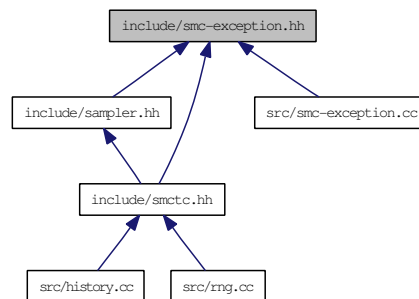 include/smc-exception.hh
include/sampler.hh
src/smc-exception.cc
include/smctc.hh
src/history.cc
src/rng.cc